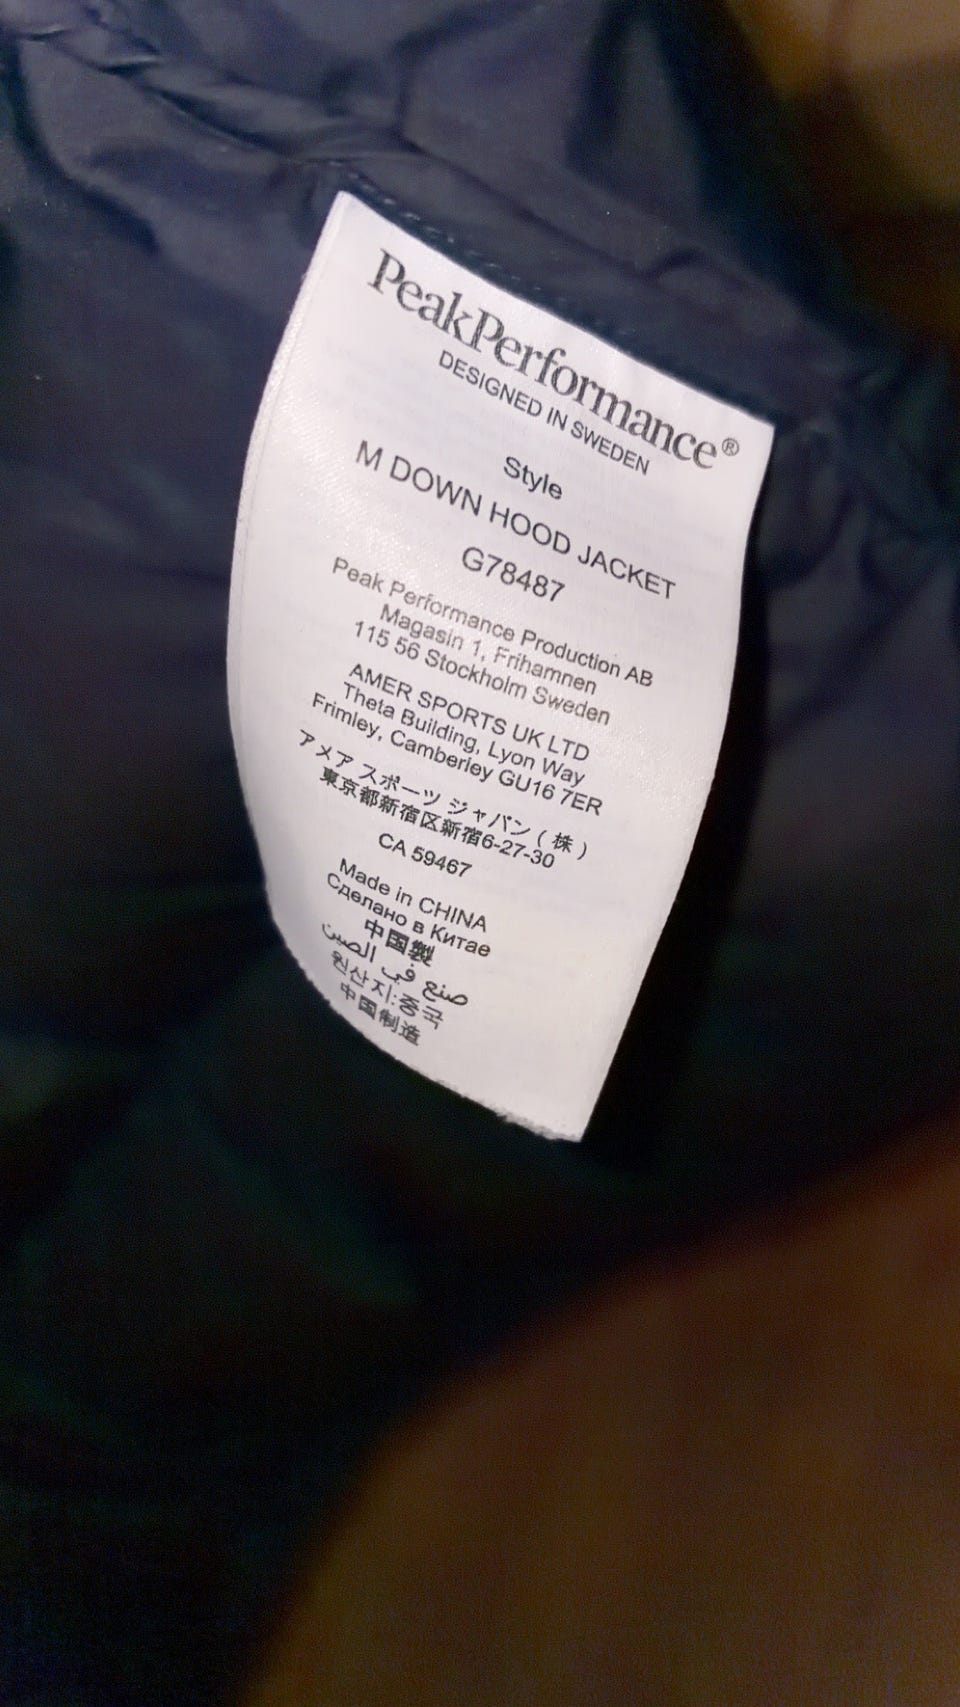 PeakPerformance®
DESIGNED IN SWEDEN
Style
M DOWN HOOD JACKET
G78487
Peak Performance Production AB
Magasin 1, Frihamnen
115 56 Stockholm Sweden
AMER SPORTS UK LTD
Theta Building, Lyon Way
Frimley, Camberley GU16 7ER
アメア スポーツ ジャパン ( 株 )
東京都新宿区新宿6-27-30
CA 59467
Made in CHINA
Сделано в Китае
中国製
صنع في الصين
원산지:중국
中国制造